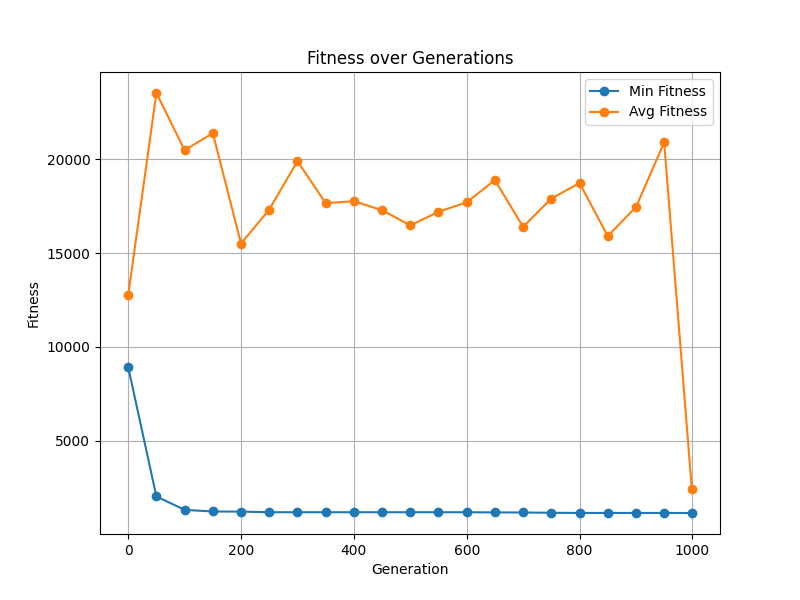 Fitness over Generations
Min Fitness
Avg Fitness
20000
15000
10000
5000
Fitness
0 200 400 600 800 1000
Generation